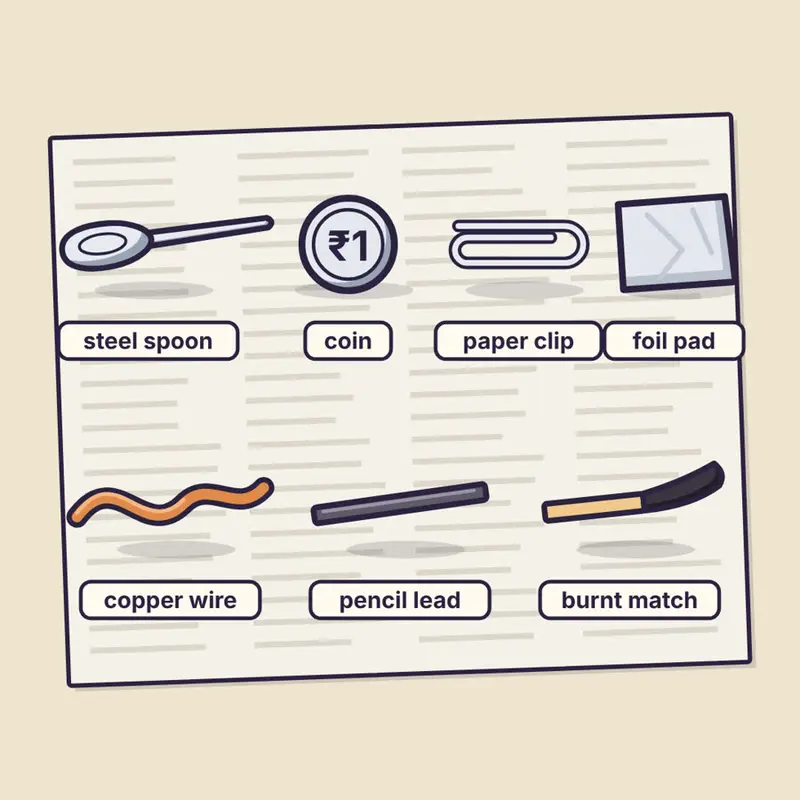 ₹1
steel spoon
coin
paper clip
foil pad
copper wire
pencil lead
burnt match